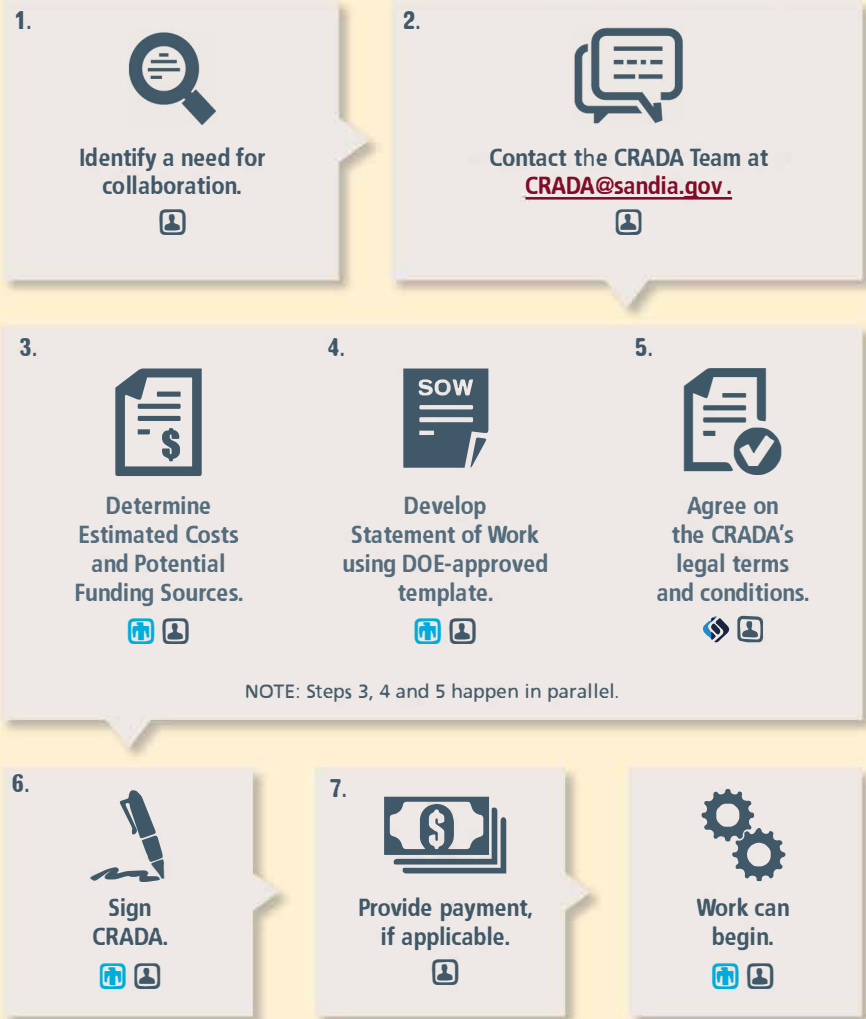 1.
Identify a need for
collaboration.
2.
Contact the CRADA Team at
CRADA@sandia.gov .
3.
$
Determine
Estimated Costs
and Potential
Funding Sources.
4.
SOW
Develop
Statement of Work
using DOE-approved
template.
5.
Agree on
the CRADA's
legal terms
and conditions.
NOTE: Steps 3, 4 and 5 happen in parallel.
6.
Sign
CRADA.
7.
$
Provide payment,
if applicable.
Work can
begin.